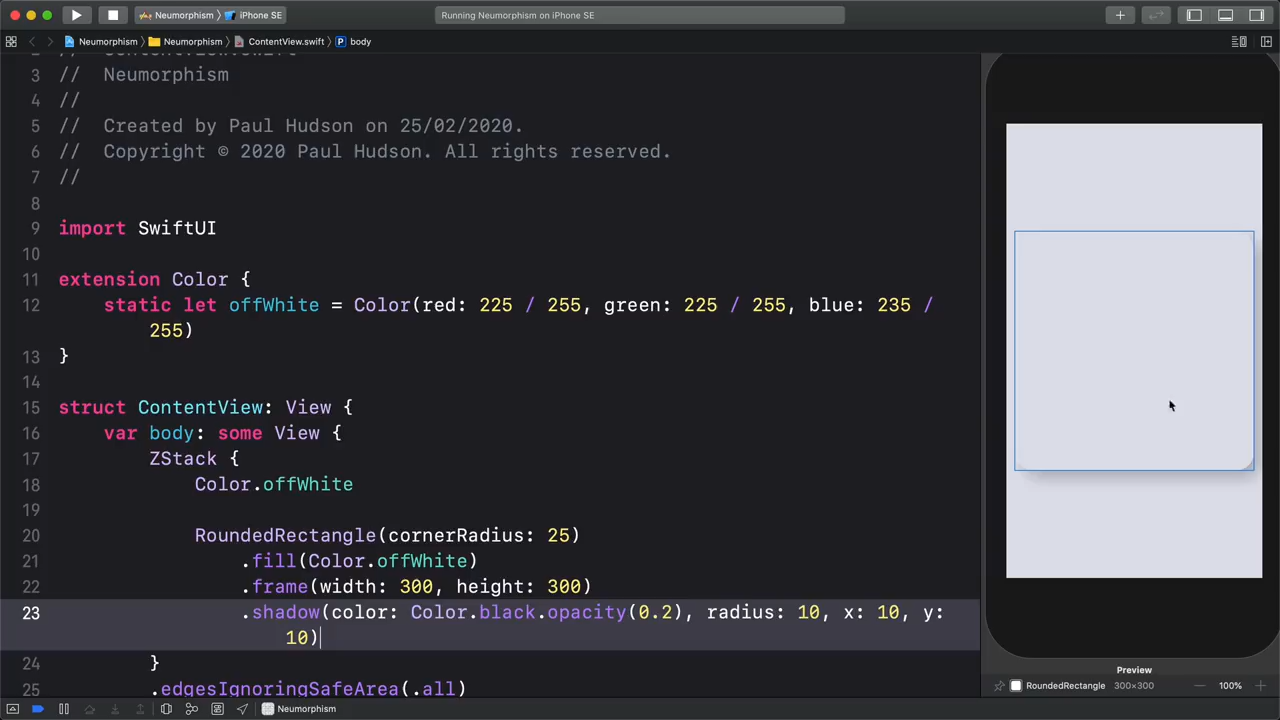 Neumorphism iPhone SE
Running Neumorphism on iPhone SE
Neumorphism Neumorphism ContentView.swift P body
2 // ContentView.swift
3 // Neumorphism
4 //
5 // Created by Paul Hudson on 25/02/2020.
6 // Copyright © 2020 Paul Hudson. All rights reserved.
7 //
8
9 import SwiftUI
10
11 extension Color {
12 static let offWhite = Color(red: 225 / 255, green: 225 / 255, blue: 235 /
255)
13 }
14
15 struct ContentView: View {
16 var body: some View {
17 ZStack {
18 Color.offWhite
19
20 RoundedRectangle(cornerRadius: 25)
21 .fill(Color.offWhite)
22 .frame(width: 300, height: 300)
23 .shadow(color: Color.black.opacity(0.2), radius: 10, x: 10, y:
10)
24 }
25 .edgesIgnoringSafeArea(.all)
Preview
RoundedRectangle 300×300 100%
Neumorphism